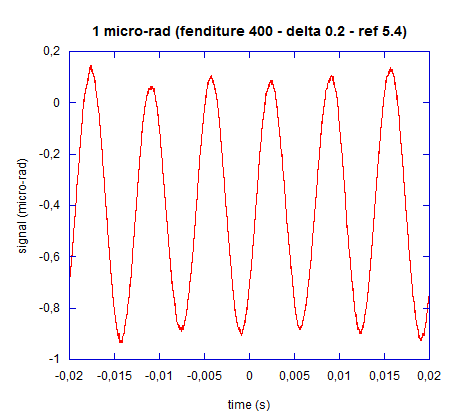 1 micro-rad (fenditure 400 - delta 0.2 - ref 5.4)
0,2
0
-0,2
-0,4
-0,6
-0,8
-1
signal (micro-rad)
-0,02 -0,015 -0,01 -0,005 0 0,005 0,01 0,015 0,02
time (s)